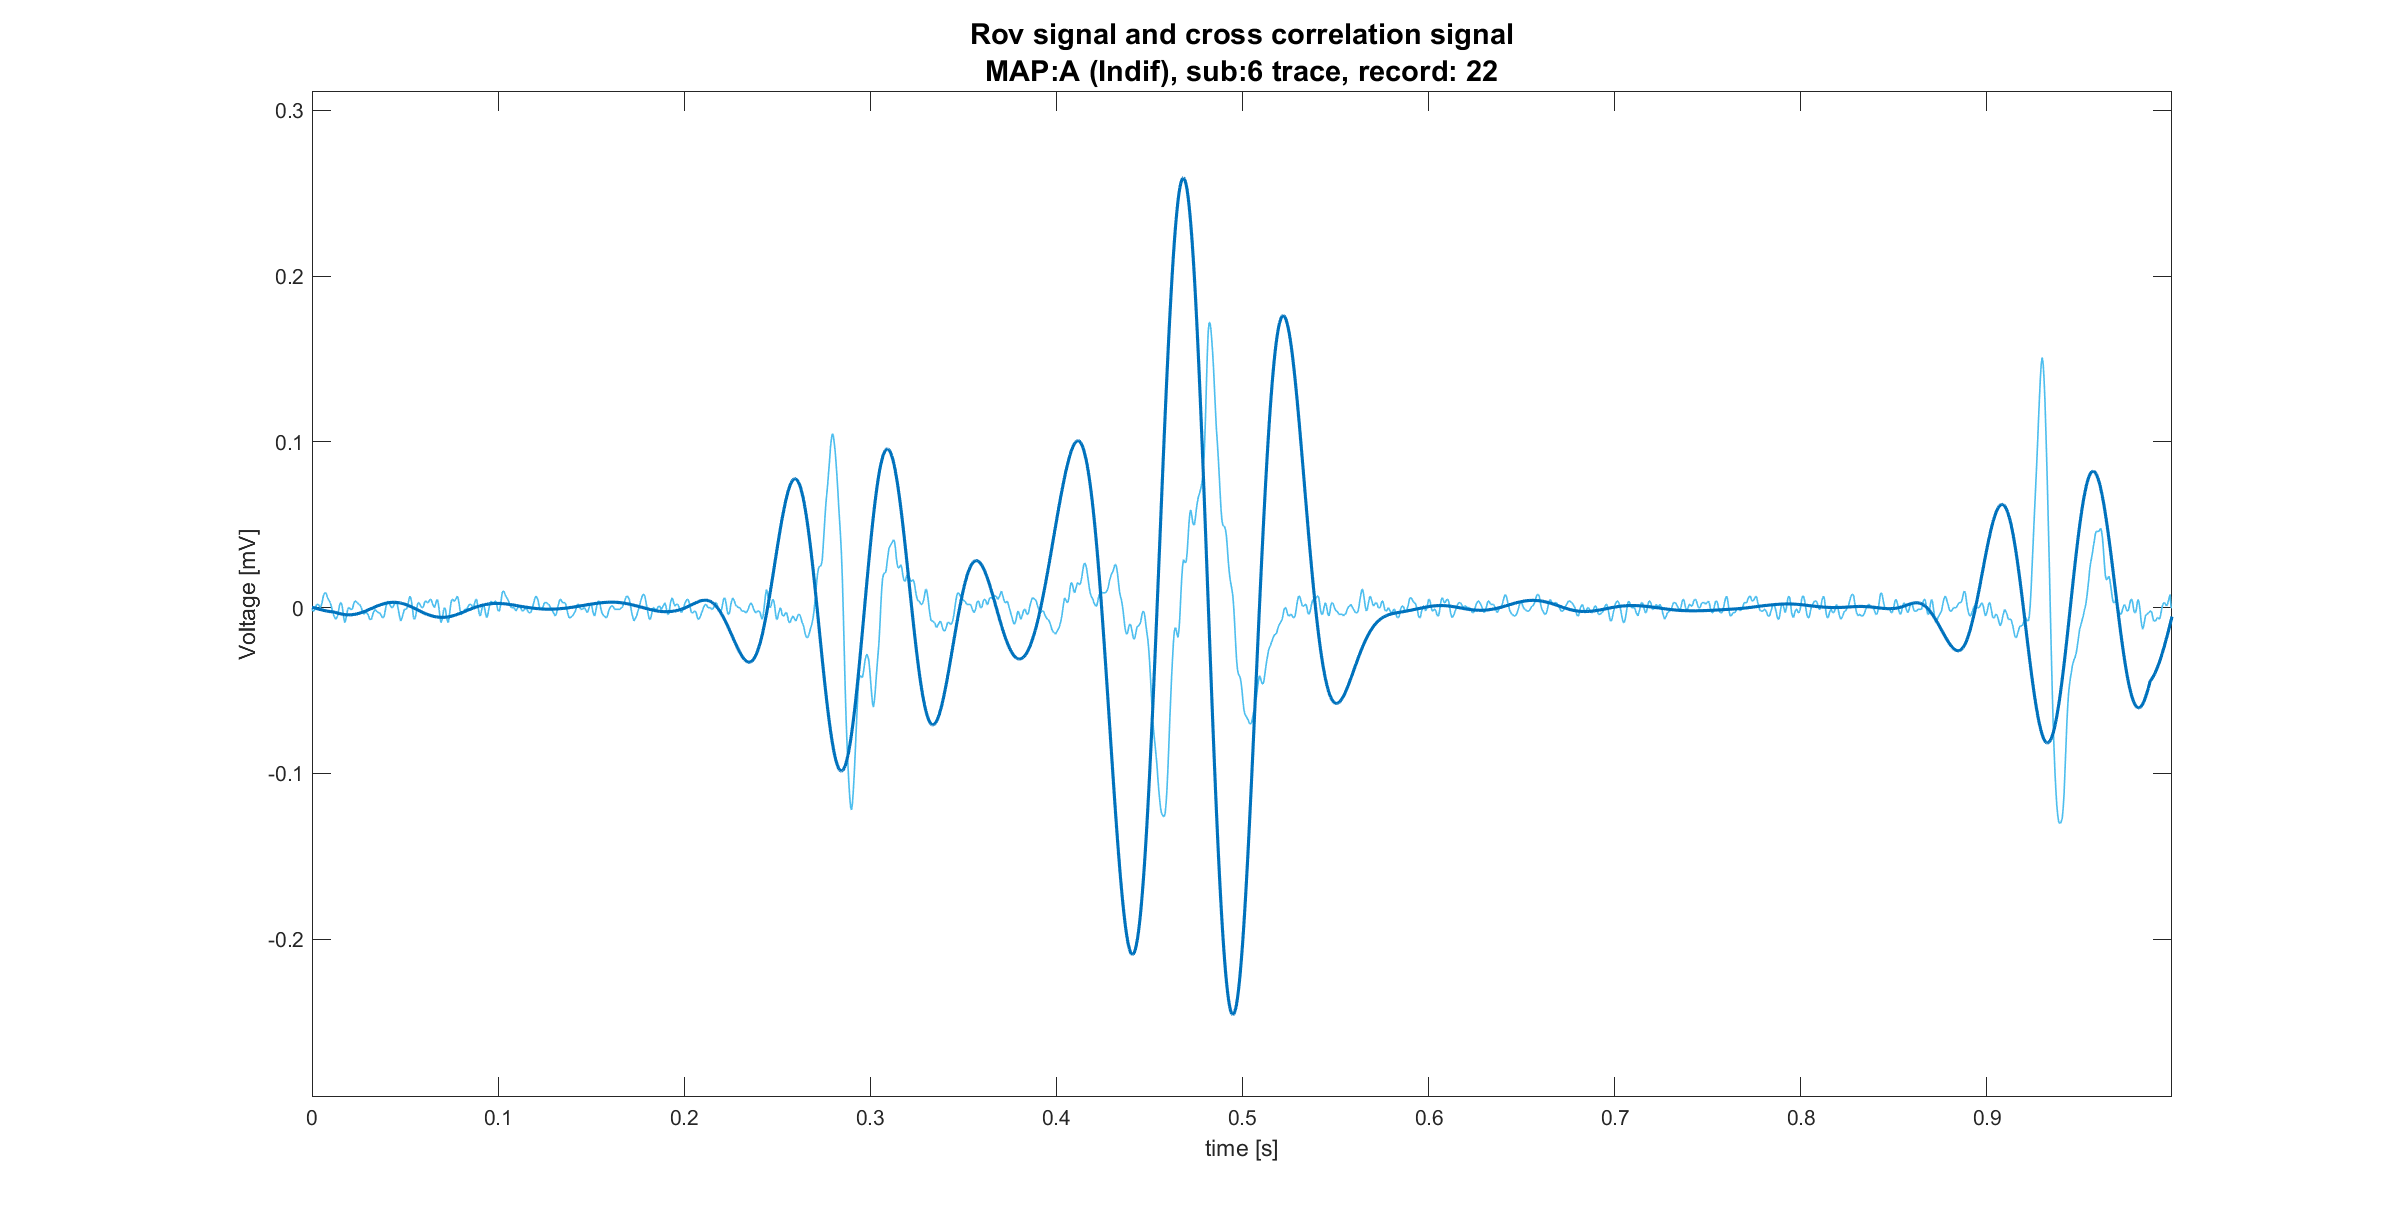 Rov signal and cross correlation signal
MAP:A (Indif), sub:6 trace, record: 22
0.3
0.2
0.1
0
-0.1
-0.2
Voltage [mV]
0 0.1 0.2 0.3 0.4 0.5 0.6 0.7 0.8 0.9
time [s]